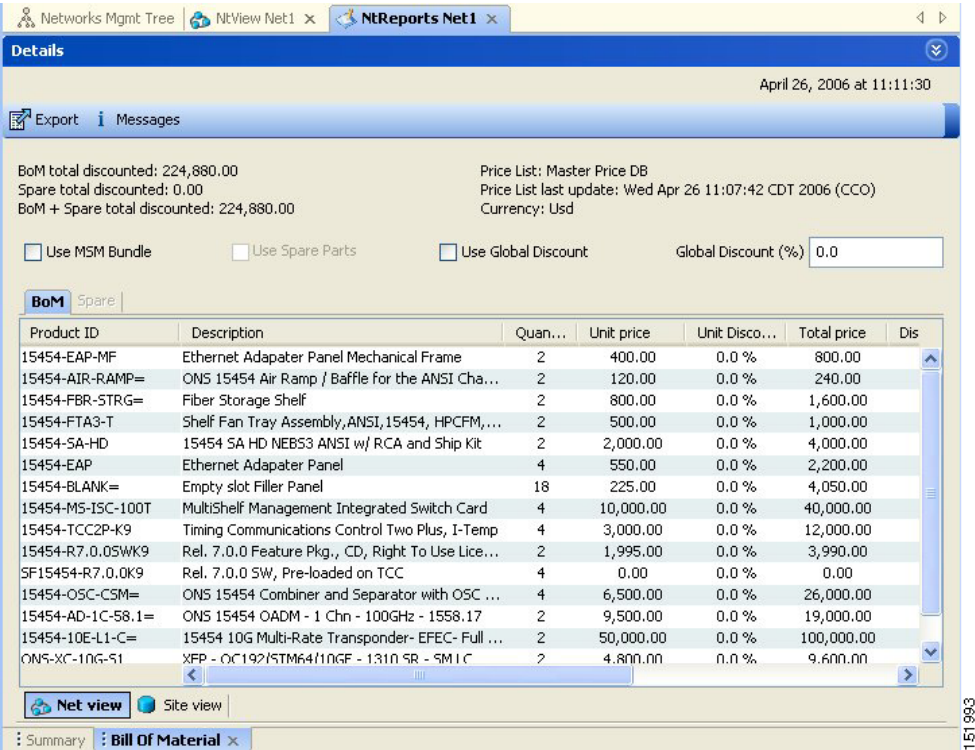 Networks Mgmt Tree NtView Net1 NtReports Net1
Details
April 26, 2006 at 11:11:30
Export Messages
BoM total discounted: 224,880.00 Price List: Master Price DB
Spare total discounted: 0.00 Price List last update: Wed Apr 26 11:07:42 CDT 2006 (CCO)
BoM + Spare total discounted: 224,880.00 Currency: Usd
Use MSM Bundle Use Spare Parts Use Global Discount Global Discount (%) 0.0
BoM Spare
Product ID Description Quan... Unit price Unit Disco... Total price Dis
15454-EAP-MF Ethernet Adapater Panel Mechanical Frame 2 400.00 0.0 % 800.00
15454-AIR-RAMP= ONS 15454 Air Ramp / Baffle for the ANSI Cha... 2 120.00 0.0 % 240.00
15454-FBR-STRG= Fiber Storage Shelf 2 800.00 0.0 % 1,600.00
15454-FTA3-T Shelf Fan Tray Assembly,ANSI,15454, HPCFM,... 2 500.00 0.0 % 1,000.00
15454-SA-HD 15454 SA HD NEBS3 ANSI w/ RCA and Ship Kit 2 2,000.00 0.0 % 4,000.00
15454-EAP Ethernet Adapater Panel 4 550.00 0.0 % 2,200.00
15454-BLANK= Empty slot Filler Panel 18 225.00 0.0 % 4,050.00
15454-MS-ISC-100T MultiShelf Management Integrated Switch Card 4 10,000.00 0.0 % 40,000.00
15454-TCC2P-K9 Timing Communications Control Two Plus, I-Temp 4 3,000.00 0.0 % 12,000.00
15454-R7.0.0SWK9 Rel. 7.0.0 Feature Pkg., CD, Right To Use Lice... 2 1,995.00 0.0 % 3,990.00
SF15454-R7.0.0K9 Rel. 7.0.0 SW, Pre-loaded on TCC 4 0.00 0.0 % 0.00
15454-OSC-CSM= ONS 15454 Combiner and Separator with OSC ... 4 6,500.00 0.0 % 26,000.00
15454-AD-1C-58.1= ONS 15454 OADM - 1 Chn - 100GHz - 1558.17 2 9,500.00 0.0 % 19,000.00
15454-10E-L1-C= 15454 10G Multi-Rate Transponder- EFEC- Full ... 2 50,000.00 0.0 % 100,000.00
ONS-XC-10G-S1 XFP - OC192/STM64/10GE - 1310 SR - SM LC 2 4,800.00 0.0 % 9,600.00
Net view Site view
Summary Bill Of Material
151993